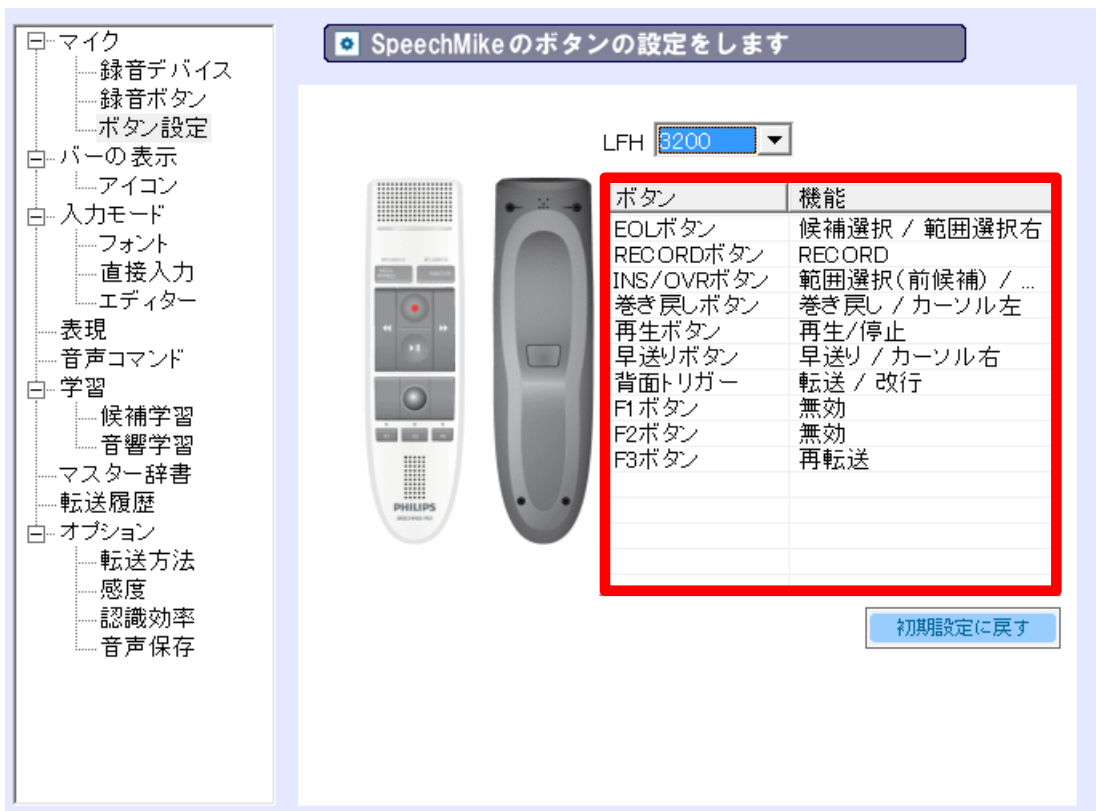 マイク
録音デバイス
録音ボタン
ボタン設定
バーの表示
アイコン
入力モード
フォント
直接入力
エディター
表現
音声コマンド
学習
候補学習
音響学習
マスター辞書
転送履歴
オプション
転送方法
感度
認識効率
音声保存
SpeechMikeのボタンの設定をします
LFH 3200
ボタン 機能
EOLボタン 候補選択 / 範囲選択右
RECORDボタン RECORD
INS/OVRボタン 範囲選択(前候補) / ...
巻き戻しボタン 巻き戻し / カーソル左
再生ボタン 再生/停止
早送りボタン 早送り / カーソル右
背面トリガー 転送 / 改行
F1ボタン 無効
F2ボタン 無効
F3ボタン 再転送
PHILIPS
初期設定に戻す